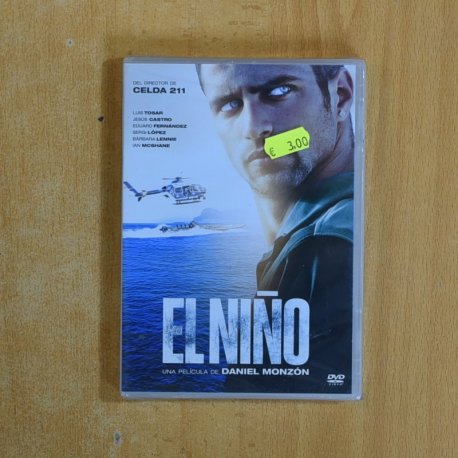 DEL DIRECTOR DE
CELDA 211
LUIS TOSAR
JESÚS CASTRO
EDUARD FERNÁNDEZ
SERGI LÓPEZ
BÁRBARA LENNIE
IAN MCSHANE
€ 3,00
EL NIÑO
UNA PELÍCULA DE DANIEL MONZÓN
DVD
VIDEO